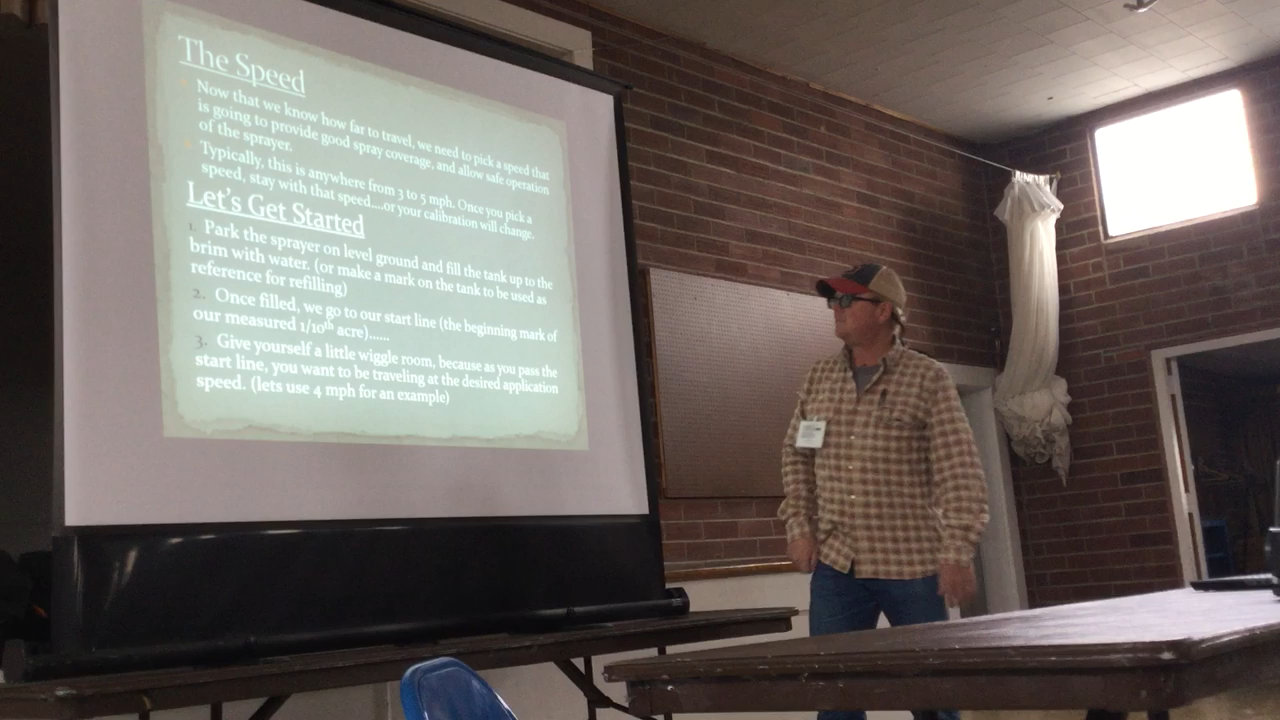 The Speed
Now that we know how far to travel, we need to pick a speed that
is going to provide good spray coverage, and allow safe operation
of the sprayer.
Typically, this is anywhere from 3 to 5 mph. Once you pick a
speed, stay with that speed....or your calibration will change.
Let's Get Started
1. Park the sprayer on level ground and fill the tank up to the
brim with water. (or make a mark on the tank to be used as
reference for refilling)
2. Once filled, we go to our start line (the beginning mark of
our measured 1/10th acre)......
3. Give yourself a little wiggle room, because as you pass the
start line, you want to be traveling at the desired application
speed. (lets use 4 mph for an example)